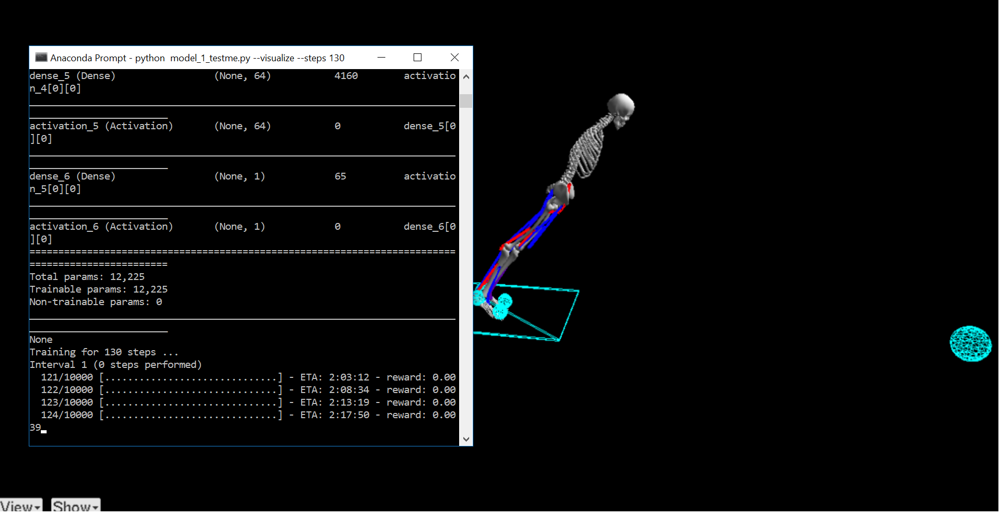 Anaconda Prompt - python  model_1_testme.py --visualize --steps 130
dense_5 (Dense)                 (None, 64)           4160        activatio
n_4[0][0]
activation_5 (Activation)       (None, 64)           0           dense_5[0
][0]
dense_6 (Dense)                 (None, 1)            65          activatio
n_5[0][0]
activation_6 (Activation)       (None, 1)            0           dense_6[0
][0]
==========================================================================
========================
Total params: 12,225
Trainable params: 12,225
Non-trainable params: 0
None
Training for 130 steps ...
Interval 1 (0 steps performed)
  121/10000 [..............................] - ETA: 2:03:12 - reward: 0.00
  122/10000 [..............................] - ETA: 2:08:34 - reward: 0.00
  123/10000 [..............................] - ETA: 2:13:19 - reward: 0.00
  124/10000 [..............................] - ETA: 2:17:50 - reward: 0.00
39
View Show